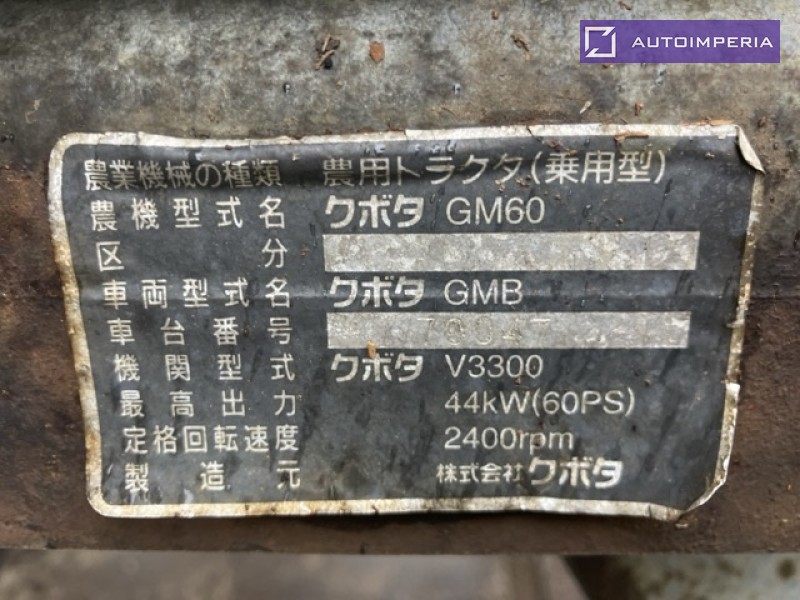 AUTOIMPERIA
農業機械の種類 農用トラクタ(乗用型)
農機型式名 クボタ GM60
区分
車両型式名 クボタ GMB
車台番号
機関型式 クボタ V3300
最高出力 44kW(60PS)
定格回転速度 2400rpm
製造元 株式会社クボタ